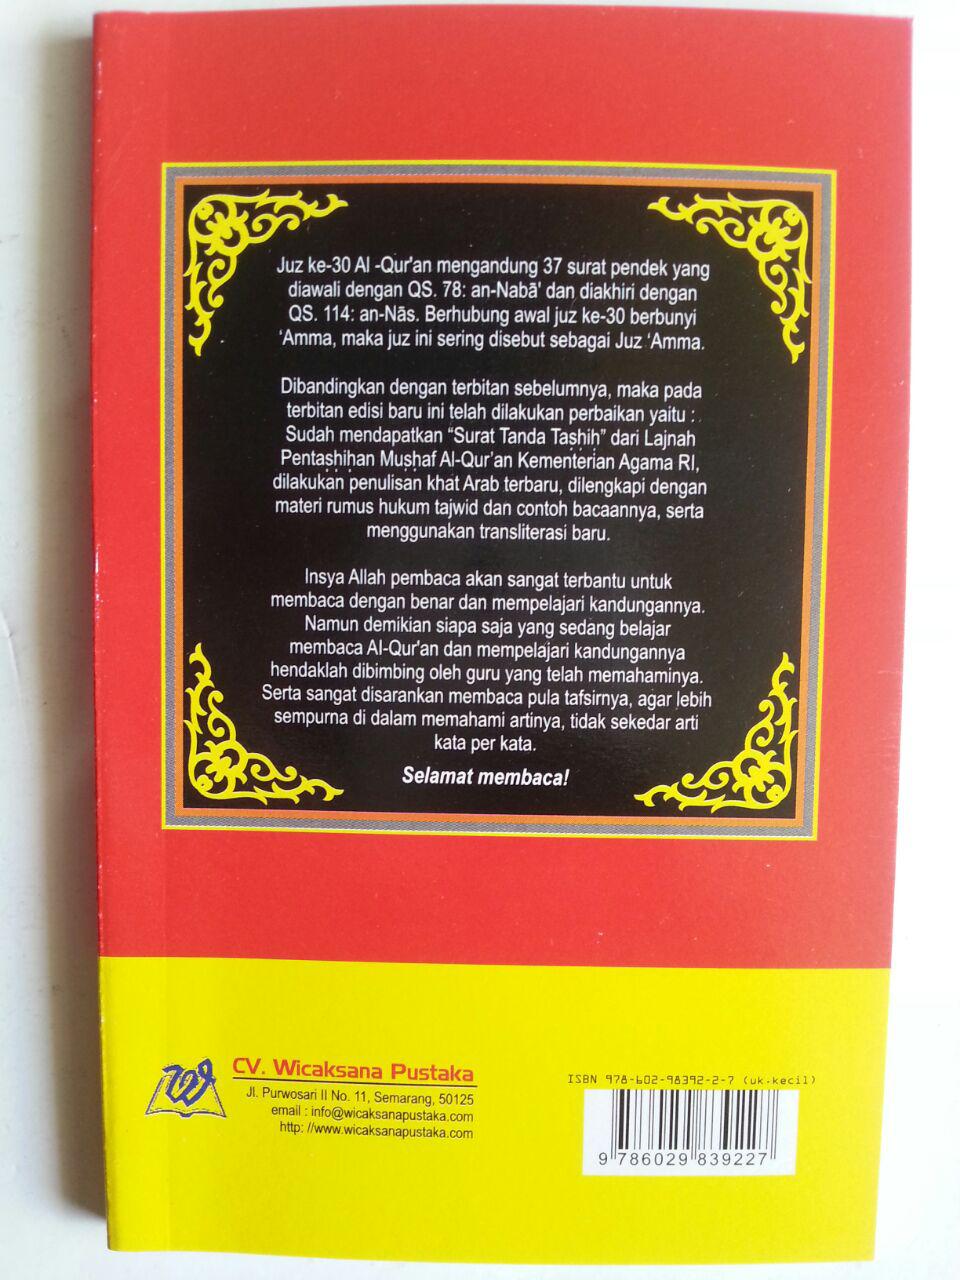 Juz ke-30 Al -Qur'an mengandung 37 surat pendek yang
diawali dengan QS. 78: an-Nabā' dan diakhiri dengan
QS. 114: an-Nās. Berhubung awal juz ke-30 berbunyi
‘Amma, maka juz ini sering disebut sebagai Juz ‘Amma.
Dibandingkan dengan terbitan sebelumnya, maka pada
terbitan edisi baru ini telah dilakukan perbaikan yaitu :
Sudah mendapatkan “Surat Tanda Taṣḥiḥ” dari Lajnah
Pentaṣhihan Muṣḥaf Al-Qur’an Kementerian Agama RI,
dilakukan penulisan khat Arab terbaru, dilengkapi dengan
materi rumus hukum tajwid dan contoh bacaannya, serta
menggunakan transliterasi baru.
Insya Allah pembaca akan sangat terbantu untuk
membaca dengan benar dan mempelajari kandungannya.
Namun demikian siapa saja yang sedang belajar
membaca Al-Qur'an dan mempelajari kandungannya
hendaklah dibimbing oleh guru yang telah memahaminya.
Serta sangat disarankan membaca pula tafsirnya, agar lebih
sempurna di dalam memahami artinya, tidak sekedar arti
kata per kata.
Selamat membaca!
CV. Wicaksana Pustaka
Jl. Purwosari II No. 11, Semarang, 50125
email : info@wicaksanapustaka.com
http: //www.wicaksanapustaka.com
ISBN 978-602-98392-2-7 (uk.kecil)
9 786029 839227